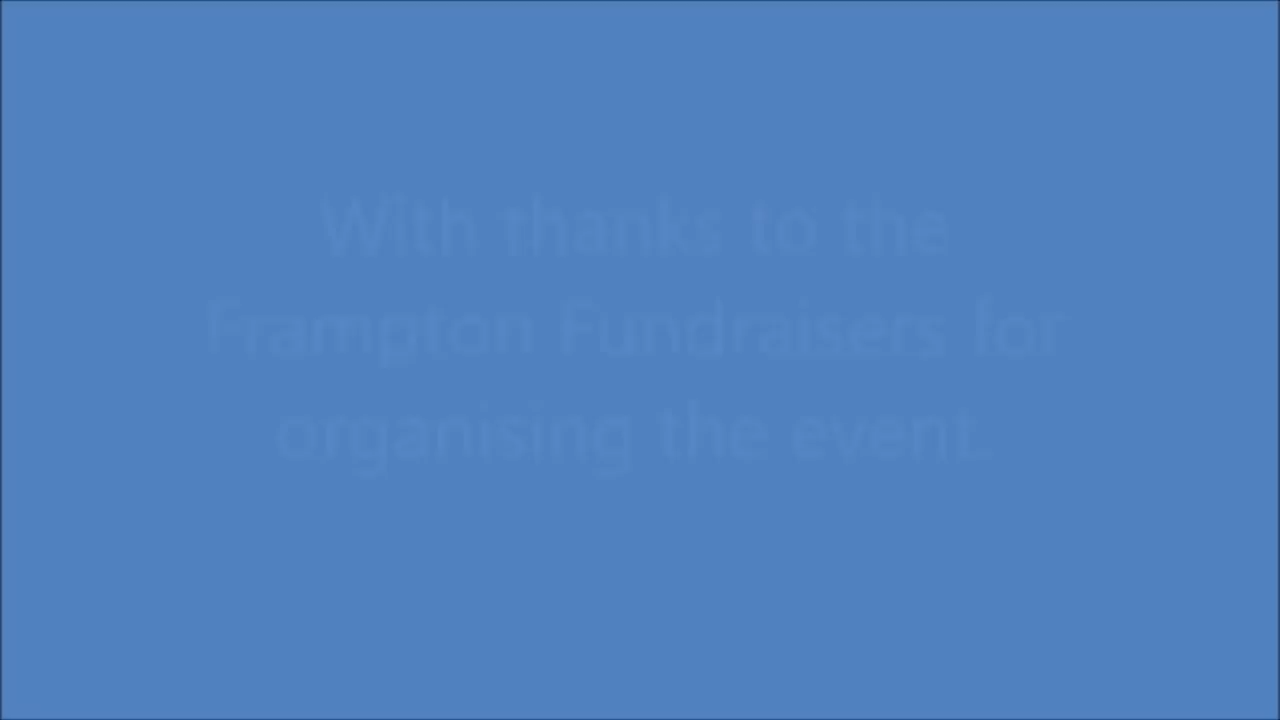 With thanks to the
Frampton Fundraisers for
organising the event.